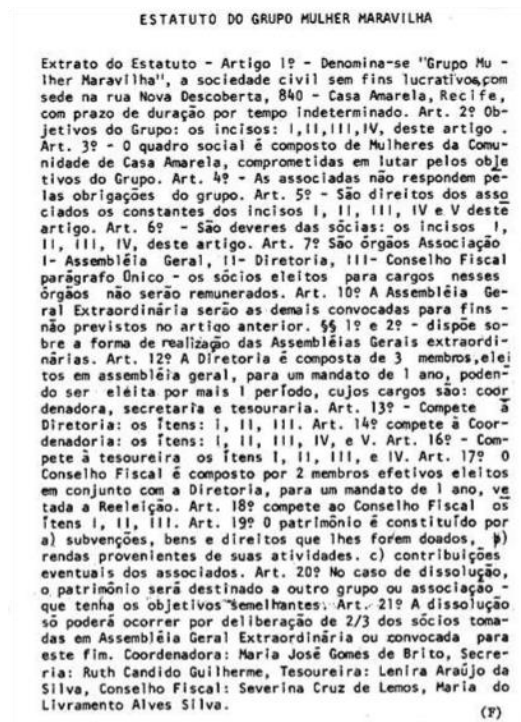 ESTATUTO DO GRUPO MULHER MARAVILHA
Extrato do Estatuto - Artigo 1º - Denomina-se "Grupo Mu -
lher Maravilha", a sociedade civil sem fins lucrativos,com
sede na rua Nova Descoberta, 840 - Casa Amarela, Recife,
com prazo de duração por tempo indeterminado. Art. 2º Ob-
jetivos do Grupo: os incisos: I,II,III,IV, deste artigo .
Art. 3º - O quadro social é composto de Mulheres da Comu-
nidade de Casa Amarela, comprometidas em lutar pelos obje
tivos do Grupo. Art. 4º - As associadas não respondem pe-
las obrigações do grupo. Art. 5º - São direitos dos asso
ciados os constantes dos incisos I, II, III, IV e V deste
artigo. Art. 6º - São deveres das sócias: os incisos I,
II, III, IV, deste artigo. Art. 7º São órgãos Associação
I- Assembléia Geral, II- Diretoria, III- Conselho Fiscal
parágrafo Único - os sócios eleitos para cargos nesses
órgãos não serão remunerados. Art. 10º A Assembléia Ge-
ral Extraordinária serão as demais convocadas para fins -
não previstos no artigo anterior. §§ 1º e 2º - dispõe so-
bre a forma de realização das Assembléias Gerais extraordi-
nárias. Art. 12º A Diretoria é composta de 3 membros,elei
tos em assembléia geral, para um mandato de 1 ano, poden-
do ser eleita por mais 1 período, cujos cargos são: coor
denadora, secretaria e tesouraria. Art. 13º - Compete à
Diretoria: os ítens: I, II, III. Art. 14º compete à Coor-
denadoria: os ítens: I, II, III, IV, e V. Art. 16º - Com-
pete à tesoureira os ítens I, II, III, e IV. Art. 17º O
Conselho Fiscal é composto por 2 membros efetivos eleitos
em conjunto com a Diretoria, para um mandato de 1 ano, ve
tada a Reeleição. Art. 18º compete ao Conselho Fiscal os
ítens I, II, III. Art. 19º O patrimônio é constituído por
a) subvenções, bens e direitos que lhes forem doados, b)
rendas provenientes de suas atividades. c) contribuições
eventuais dos associados. Art. 20º No caso de dissolução,
o patrimônio será destinado a outro grupo ou associação -
que tenha os objetivos semelhantes. Art. 21º A dissolução
só poderá ocorrer por deliberação de 2/3 dos sócios toma-
das em Assembléia Geral Extraordinária ou convocada para
este fim. Coordenadora: Maria José Gomes de Brito, Secre-
ria: Ruth Candido Guilherme, Tesoureira: Lenira Araújo da
Silva, Conselho Fiscal: Severina Cruz de Lemos, Maria do
Livramento Alves Silva.
(F)